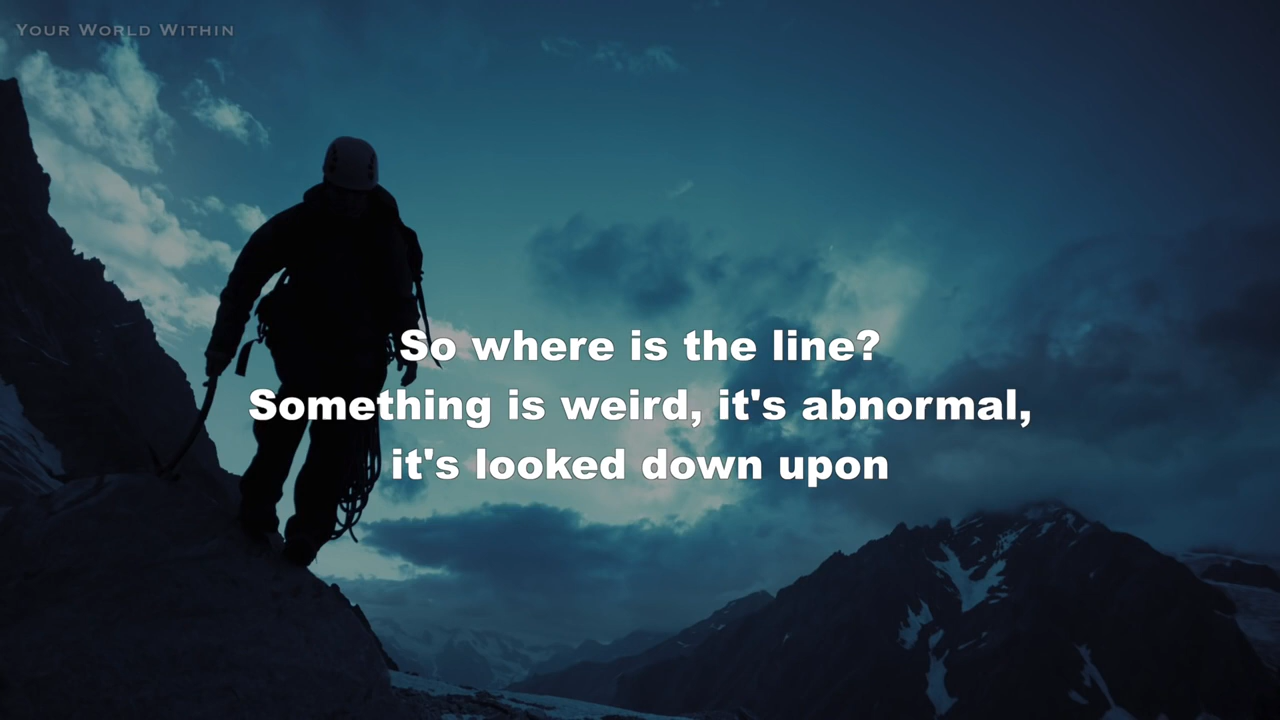 Your World Within
So where is the line?
Something is weird, it's abnormal,
it's looked down upon